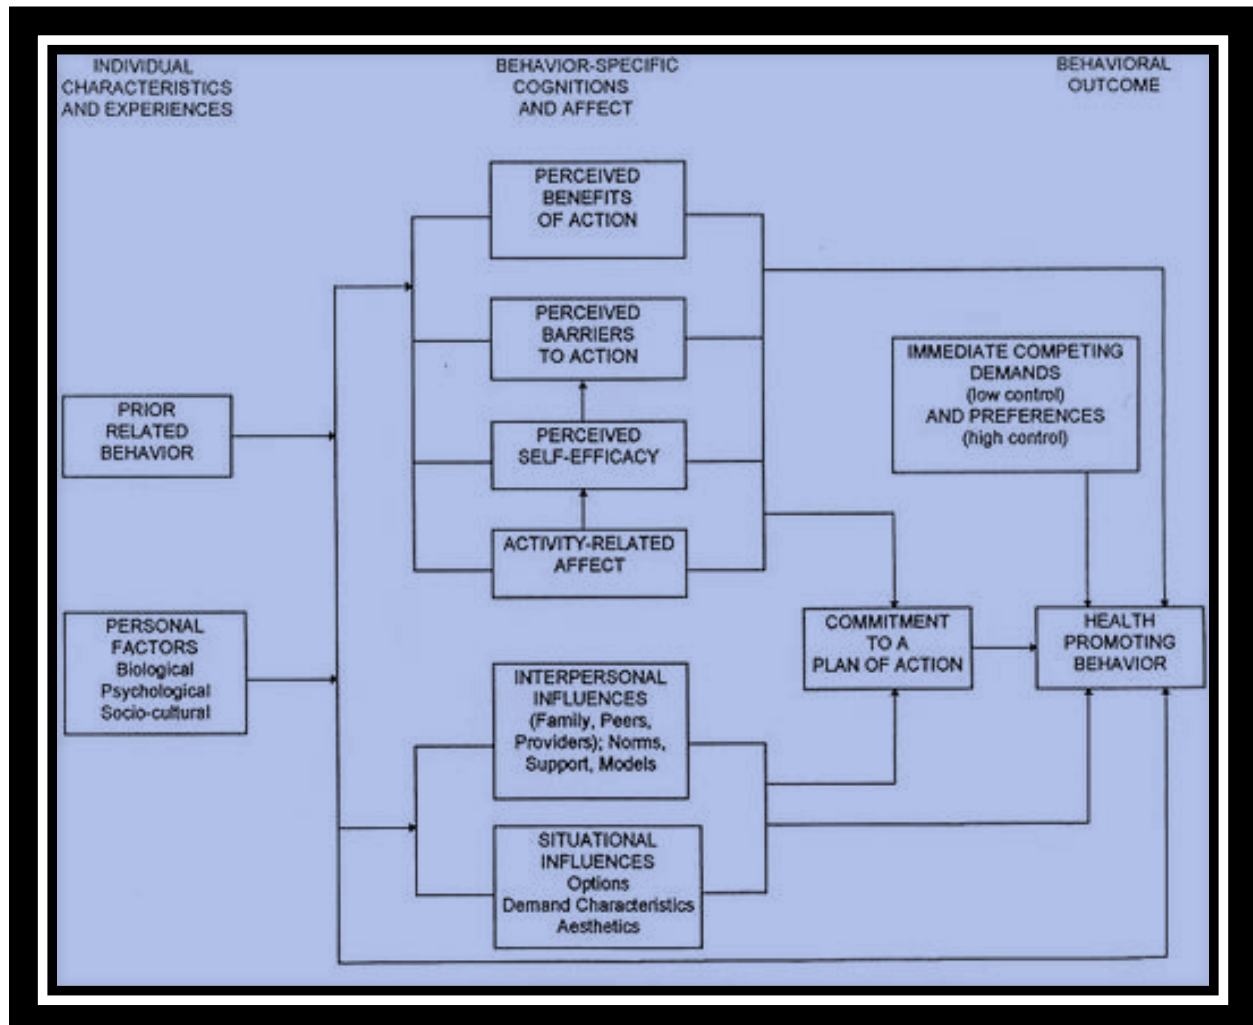 INDIVIDUAL
CHARACTERISTICS
AND EXPERIENCES
BEHAVIOR-SPECIFIC
COGNITIONS
AND AFFECT
BEHAVIORAL
OUTCOME
PERCEIVED
BENEFITS
OF ACTION
PERCEIVED
BARRIERS
TO ACTION
IMMEDIATE COMPETING
DEMANDS
(low control)
AND PREFERENCES
(high control)
PRIOR
RELATED
BEHAVIOR
PERCEIVED
SELF-EFFICACY
ACTIVITY-RELATED
AFFECT
PERSONAL
FACTORS
Biological
Psychological
Socio-cultural
COMMITMENT
TO A
PLAN OF ACTION
HEALTH
PROMOTING
BEHAVIOR
INTERPERSONAL
INFLUENCES
(Family, Peers,
Providers); Norms,
Support, Models
SITUATIONAL
INFLUENCES
Options
Demand Characteristics
Aesthetics